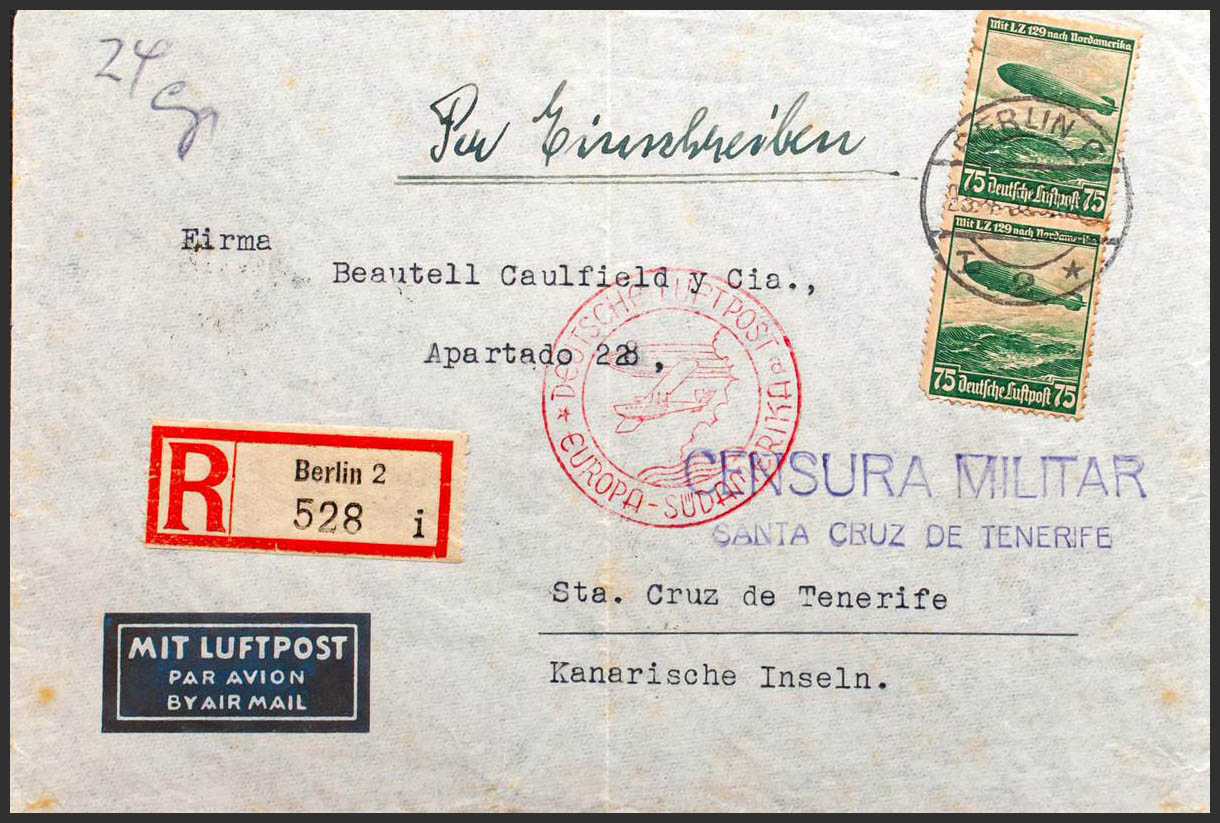 24
Mit LZ 129 nach Nordamerika
Per Einschreiben
BERLIN C
75 Deutsche Luftpost 75
Mit LZ 129 nach Nordamerika
2
75 Deutsche Luftpost 75
Firma
Beautell Caulfield y Cia.,
Apartado 228,
DEUTSCHE LUFTPOST
EUROPA-SÜDAMERIKA
R Berlin 2
528 i
CENSURA MILITAR
SANTA CRUZ DE TENERIFE
Sta. Cruz de Tenerife
Kanarische Inseln.
MIT LUFTPOST
PAR AVION
BY AIR MAIL